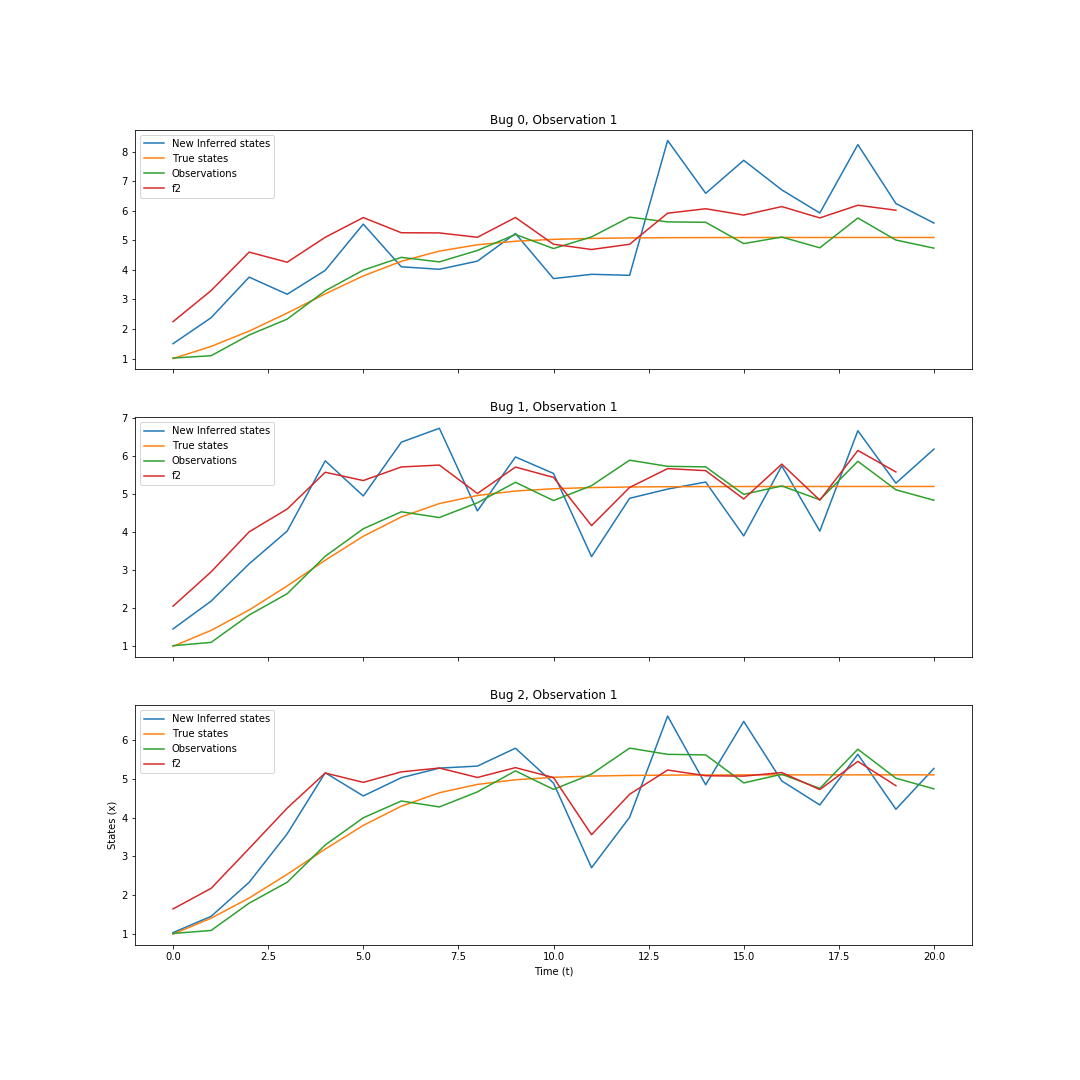 Bug 0, Observation 1
New Inferred states
True states
Observations
f2
8
7
6
5
4
3
2
1
Bug 1, Observation 1
New Inferred states
True states
Observations
f2
7
6
5
4
3
2
1
Bug 2, Observation 1
New Inferred states
True states
Observations
f2
6
5
4
3
2
1
States (x)
0.0 2.5 5.0 7.5 10.0 12.5 15.0 17.5 20.0
Time (t)